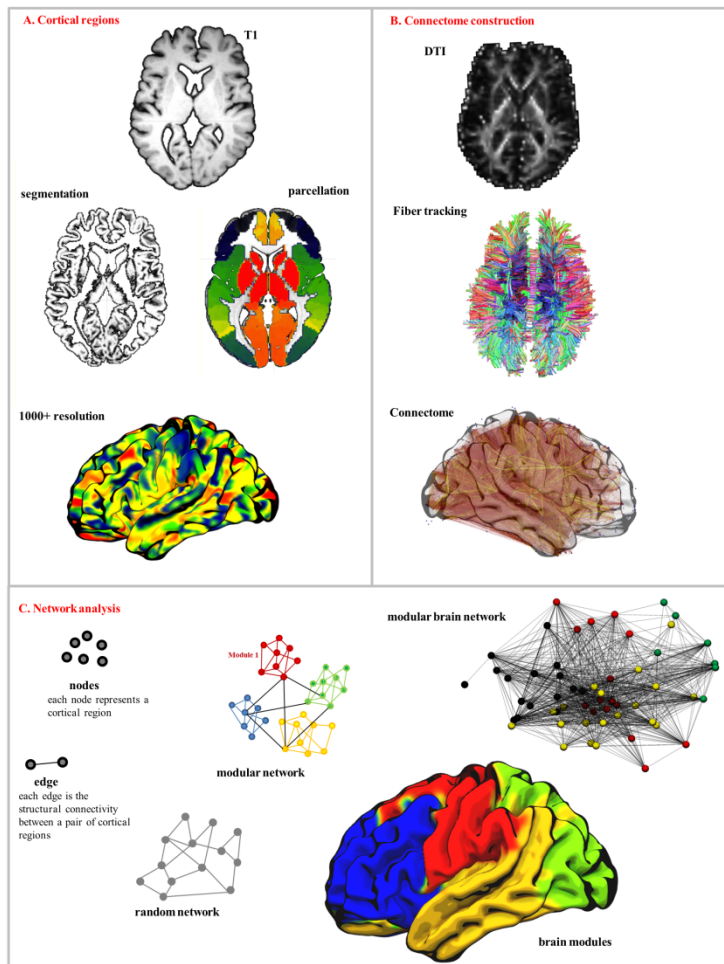 A. Cortical regions
T1
segmentation
parcellation
1000+ resolution
B. Connectome construction
DTI
Fiber tracking
Connectome
C. Network analysis
nodes
each node represents a
cortical region
edge
each edge is the
structural connectivity
between a pair of cortical
regions
Module 1
modular network
random network
modular brain network
brain modules